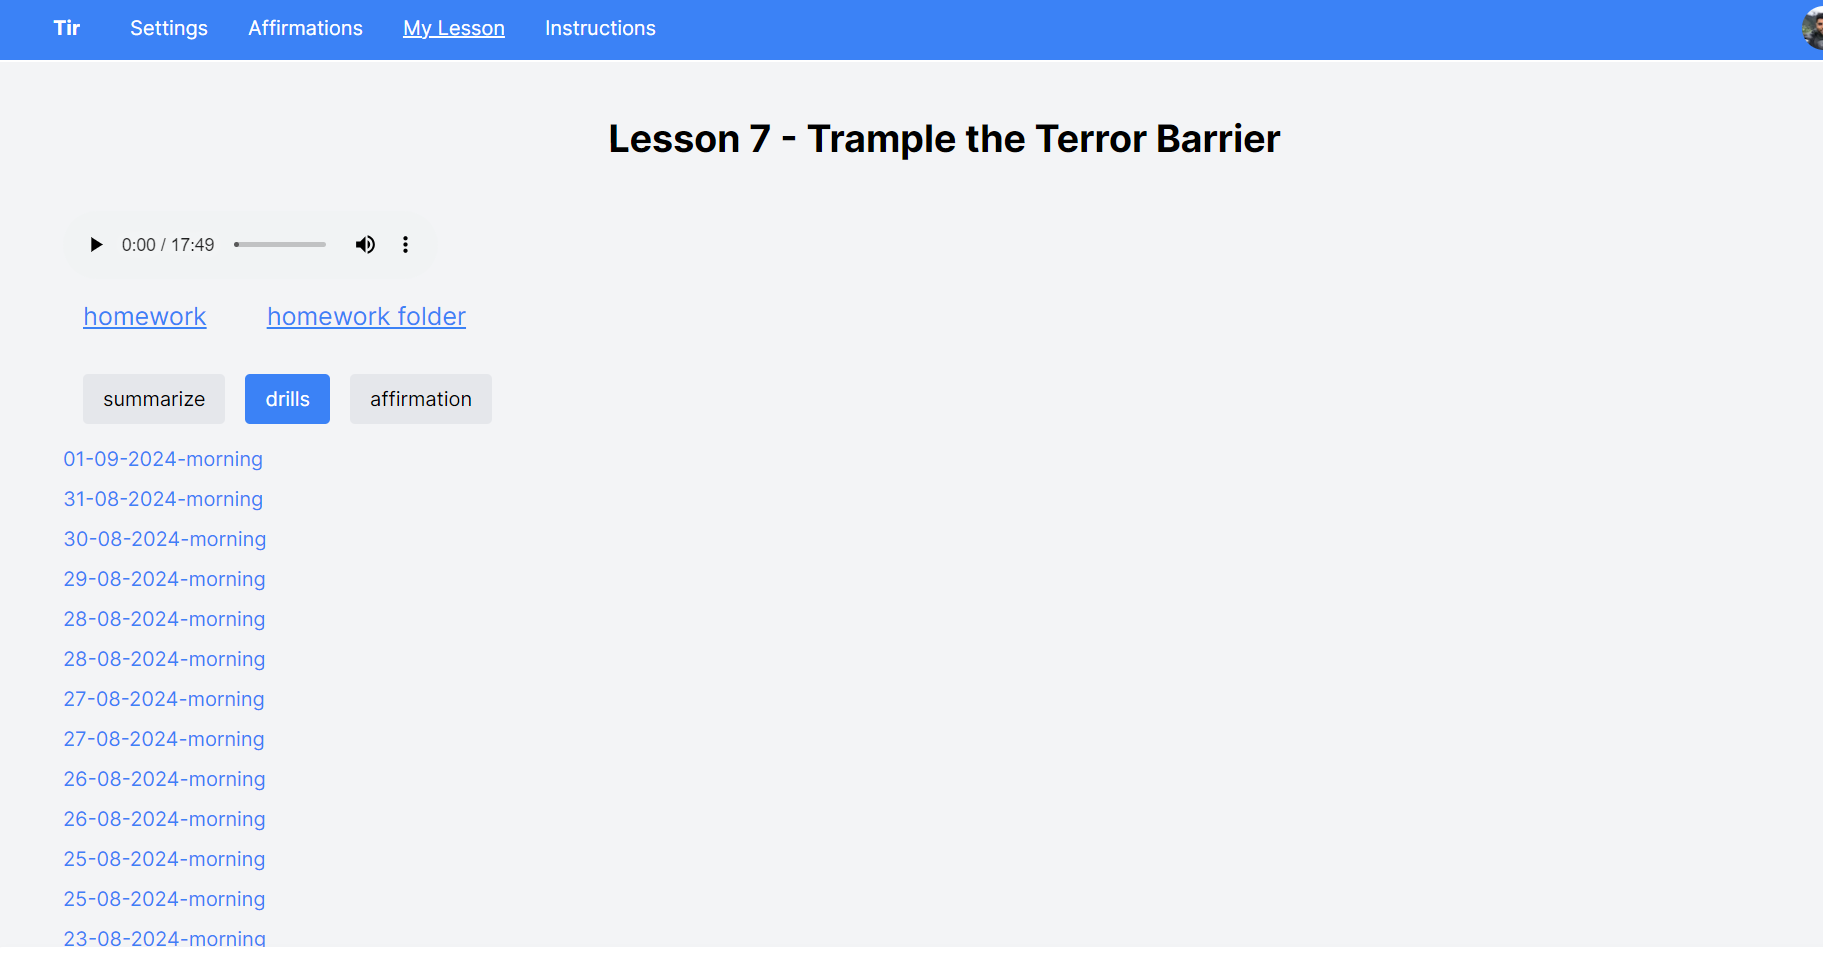 Tir Settings Affirmations My Lesson Instructions
Lesson 7 - Trample the Terror Barrier
0:00 / 17:49
homework homework folder
summarize drills affirmation
01-09-2024-morning
31-08-2024-morning
30-08-2024-morning
29-08-2024-morning
28-08-2024-morning
28-08-2024-morning
27-08-2024-morning
27-08-2024-morning
26-08-2024-morning
26-08-2024-morning
25-08-2024-morning
25-08-2024-morning
23-08-2024-morning